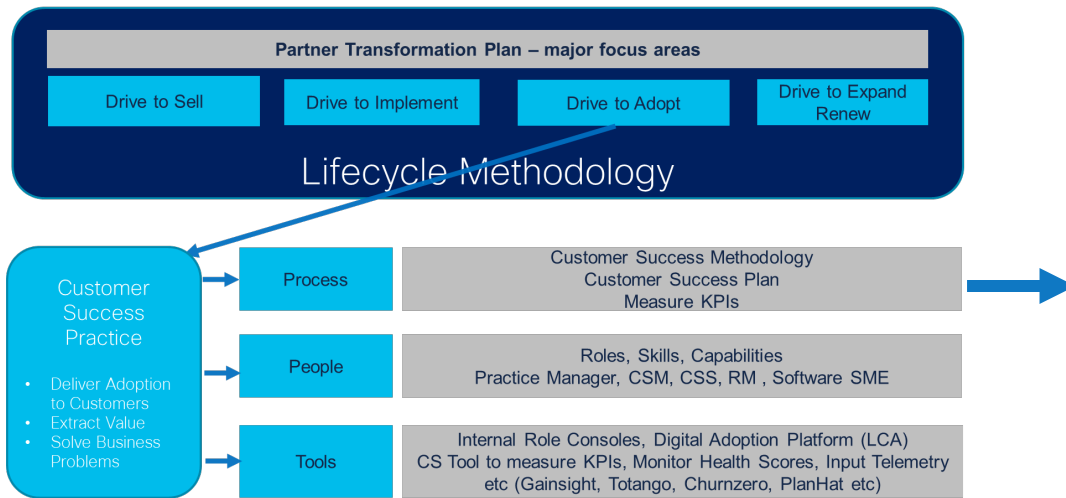 Partner Transformation Plan – major focus areas
Drive to Sell
Drive to Implement
Drive to Adopt
Drive to Expand
Renew
Lifecycle Methodology
Customer
Success
Practice
• Deliver Adoption
to Customers
• Extract Value
• Solve Business
Problems
Process
Customer Success Methodology
Customer Success Plan
Measure KPIs
People
Roles, Skills, Capabilities
Practice Manager, CSM, CSS, RM , Software SME
Tools
Internal Role Consoles, Digital Adoption Platform (LCA)
CS Tool to measure KPIs, Monitor Health Scores, Input Telemetry
etc (Gainsight, Totango, Churnzero, PlanHat etc)